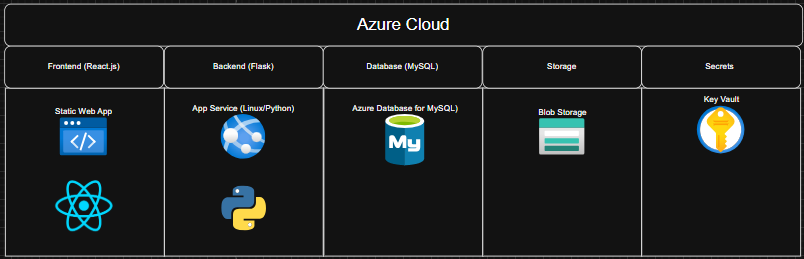 Azure Cloud
Frontend (React.js)
Backend (Flask)
Database (MySQL)
Storage
Secrets
Static Web App
App Service (Linux/Python)
Azure Database for MySQL)
Blob Storage
Key Vault
My